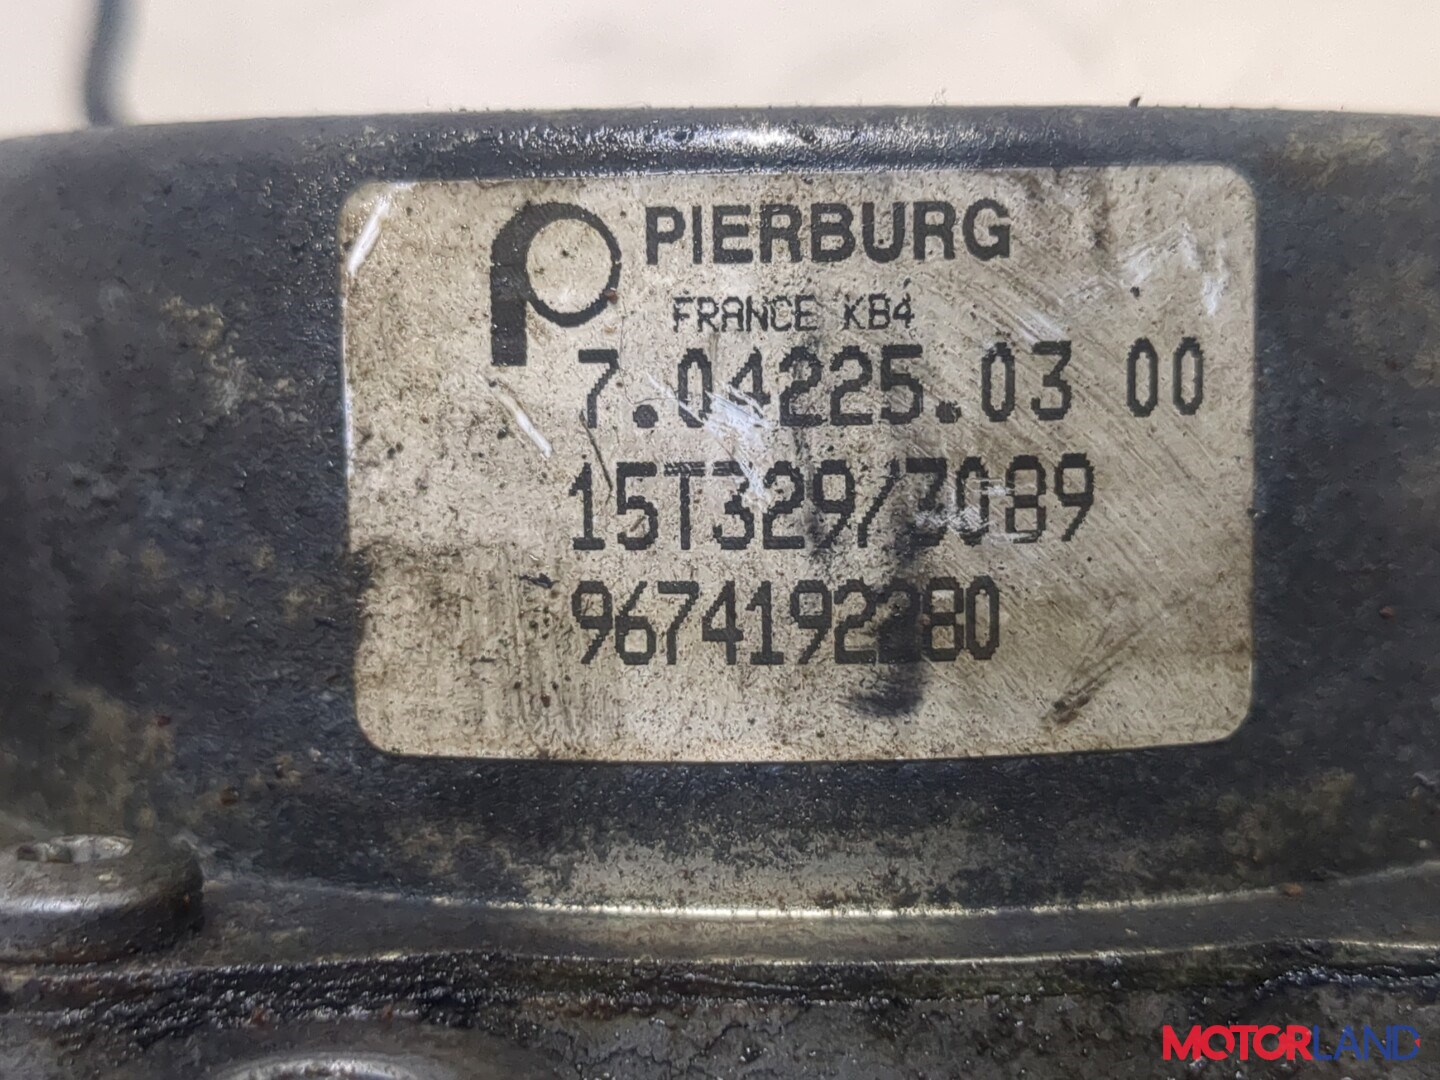 PIERBURG
FRANCE KB4
7.04225.03 00
15T329/3089
9674192280
MOTORLAND